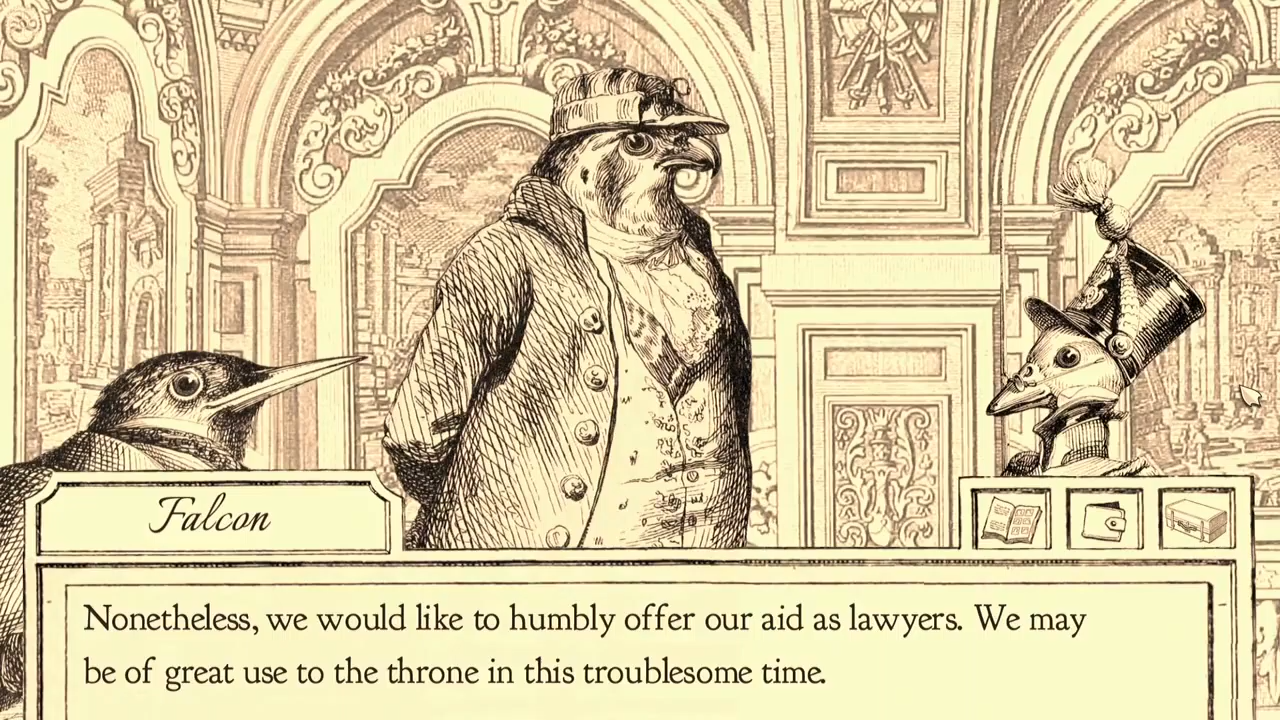 Falcon
Nonetheless, we would like to humbly offer our aid as lawyers. We may
be of great use to the throne in this troublesome time.